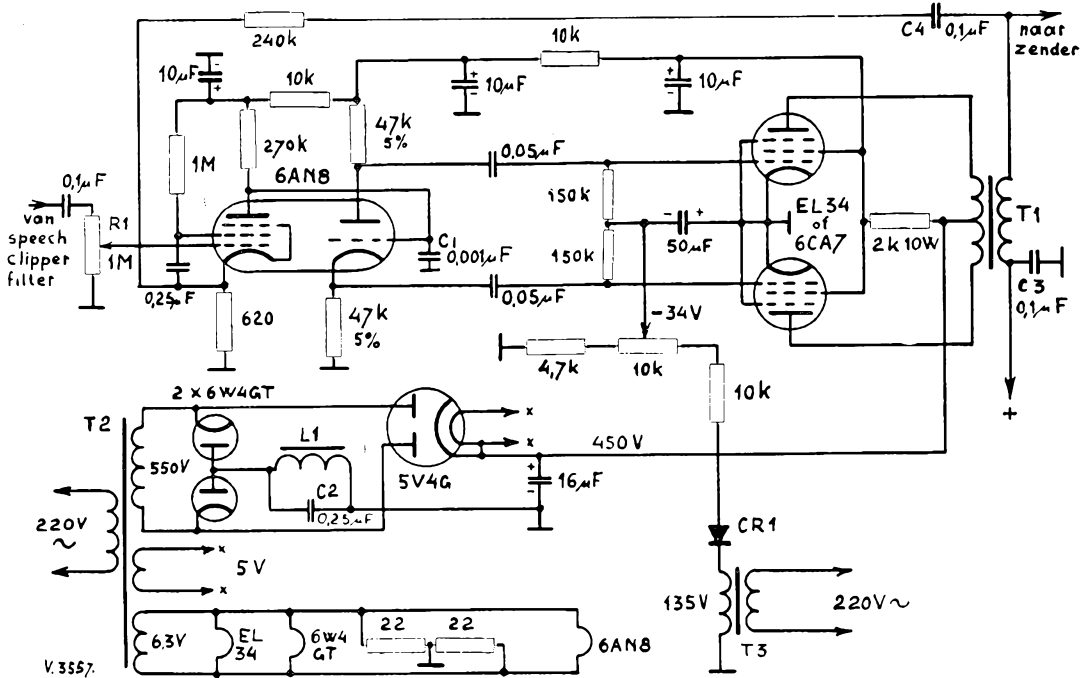 240k
C4
0,1µF
naar
zender
10µF
10k
10µF
10k
10µF
47k
5%
270k
1M
6AN8
0,05µF
0,1µF
R1
1M
van
speech
clipper
filter
C1
0,001µF
150k
150k
50µF
EL34
of
6CA7
2k 10W
T1
C3
0,1µF
0,25µF
0,05µF
620
47k
5%
-34V
4,7k
10k
10k
+
2 x 6W4GT
T2
L1
x
x
450V
550V
5V4G
C2
0,25µF
16µF
220V
~
x
5V
x
CR1
135V
220V~
T3
6,3V
EL
34
6W4
GT
22
22
6AN8
V.3557.